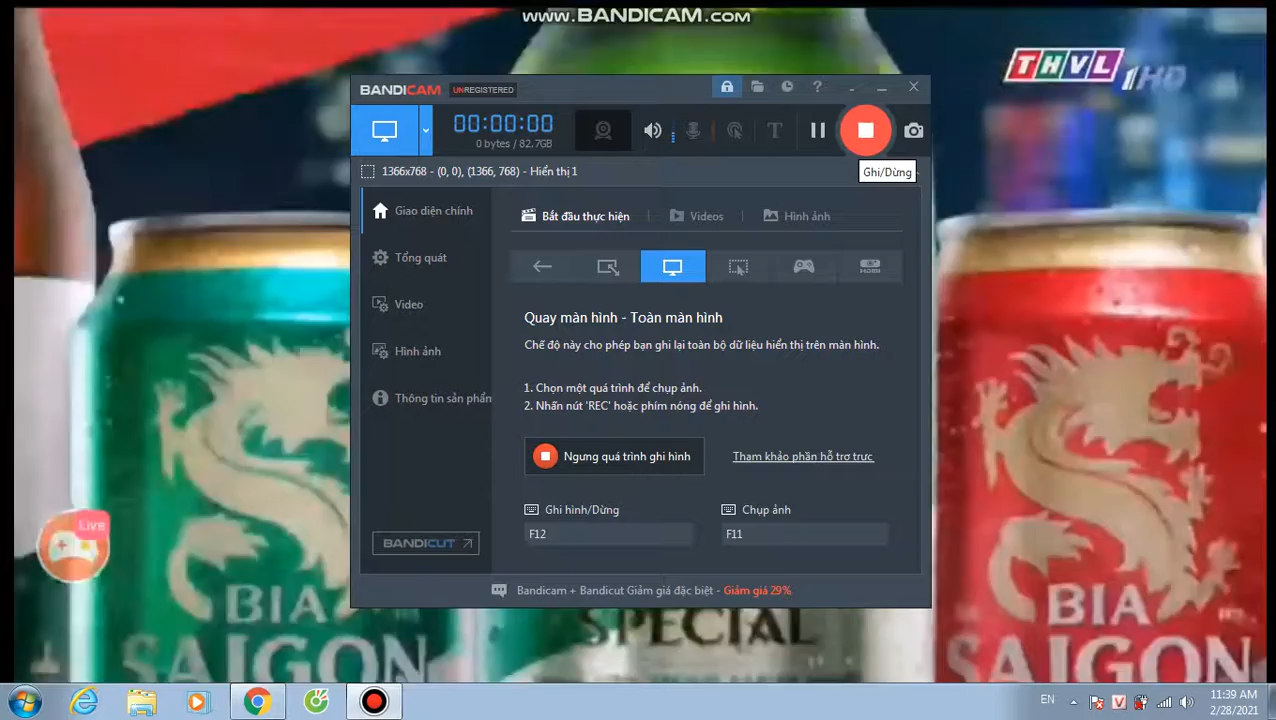 www.BANDICAM.com
THVL1HD
BANDICAM UNREGISTERED
00:00:00
0 bytes / 82,7GB
1366x768 - (0, 0), (1366, 768) - Hiển thị 1
Ghi/Dừng
Giao diện chính
Tổng quát
Video
Hình ảnh
Thông tin sản phẩm
BANDICUT
Bắt đầu thực hiện
Videos
Hình ảnh
HDMI
Quay màn hình - Toàn màn hình
Chế độ này cho phép bạn ghi lại toàn bộ dữ liệu hiển thị trên màn hình.
1. Chọn một quá trình để chụp ảnh.
2. Nhấn nút 'REC' hoặc phím nóng để ghi hình.
Ngưng quá trình ghi hình
Tham khảo phần hỗ trợ trực
Ghi hình/Dừng
Chụp ảnh
F12
F11
Bandicam + Bandicut Giảm giá đặc biệt - Giảm giá 29%
Live
BIA
SAIGON
SPECIAL
BIA
SAIGON
EN
11:39 AM
2/28/2021